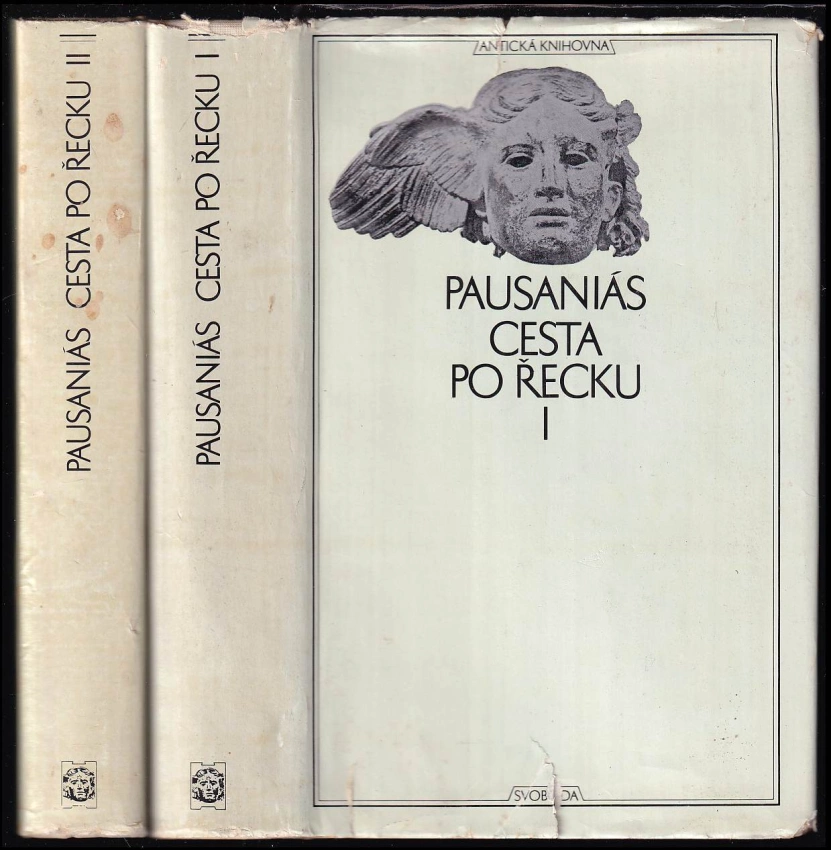 PAUSANIÁS CESTA PO ŘECKU II
PAUSANIÁS CESTA PO ŘECKU I
ANTICKÁ KNIHOVNA
PAUSANIÁS
CESTA
PO ŘECKU
I
SVOBODA